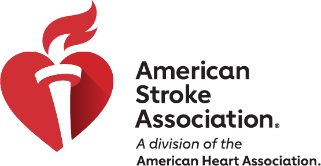 American
Stroke
Association®
A division of the
American Heart Association.